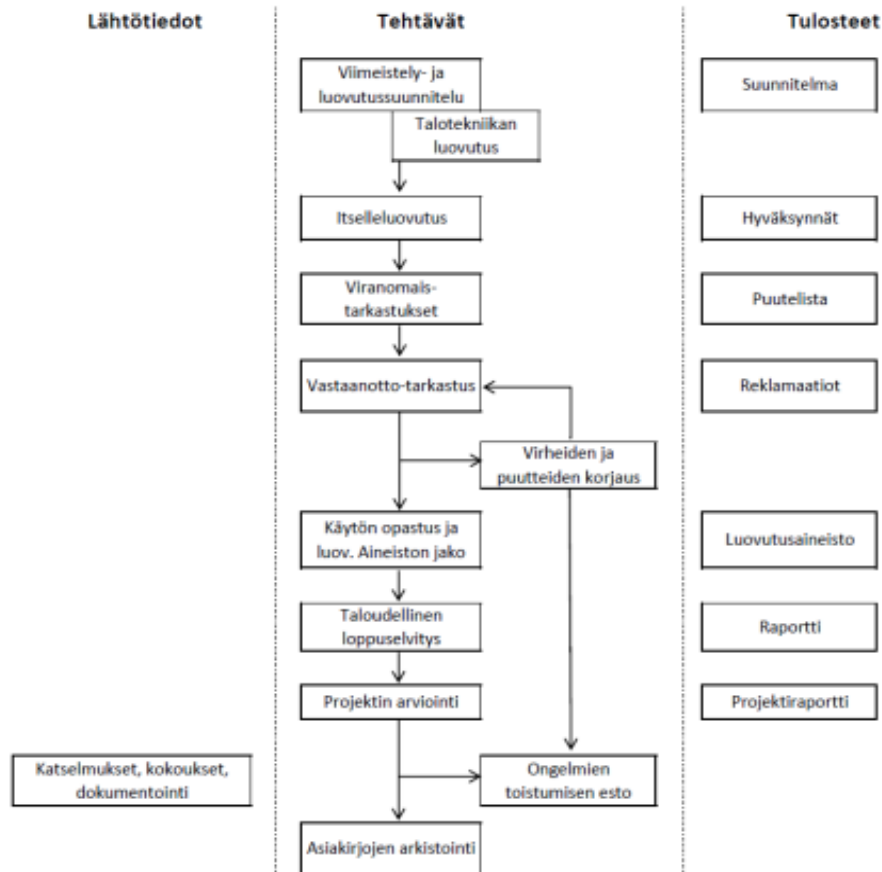 Lähtötiedot
Tehtävät
Tulosteet
Viimeistely- ja
luovutussuunnitelu
Suunnitelma
Talotekniikan
luovutus
Itselleluovutus
Hyväksynnät
Viranomais-
tarkastukset
Puutelista
Vastaanotto-tarkastus
Reklamaatiot
Virheiden ja
puutteiden korjaus
Käytön opastus ja
luov. Aineiston jako
Luovutusaineisto
Taloudellinen
loppuselvitys
Raportti
Projektin arviointi
Projektiraportti
Katselmukset, kokoukset,
dokumentointi
Ongelmien
toistumisen esto
Asiakirjojen arkistointi